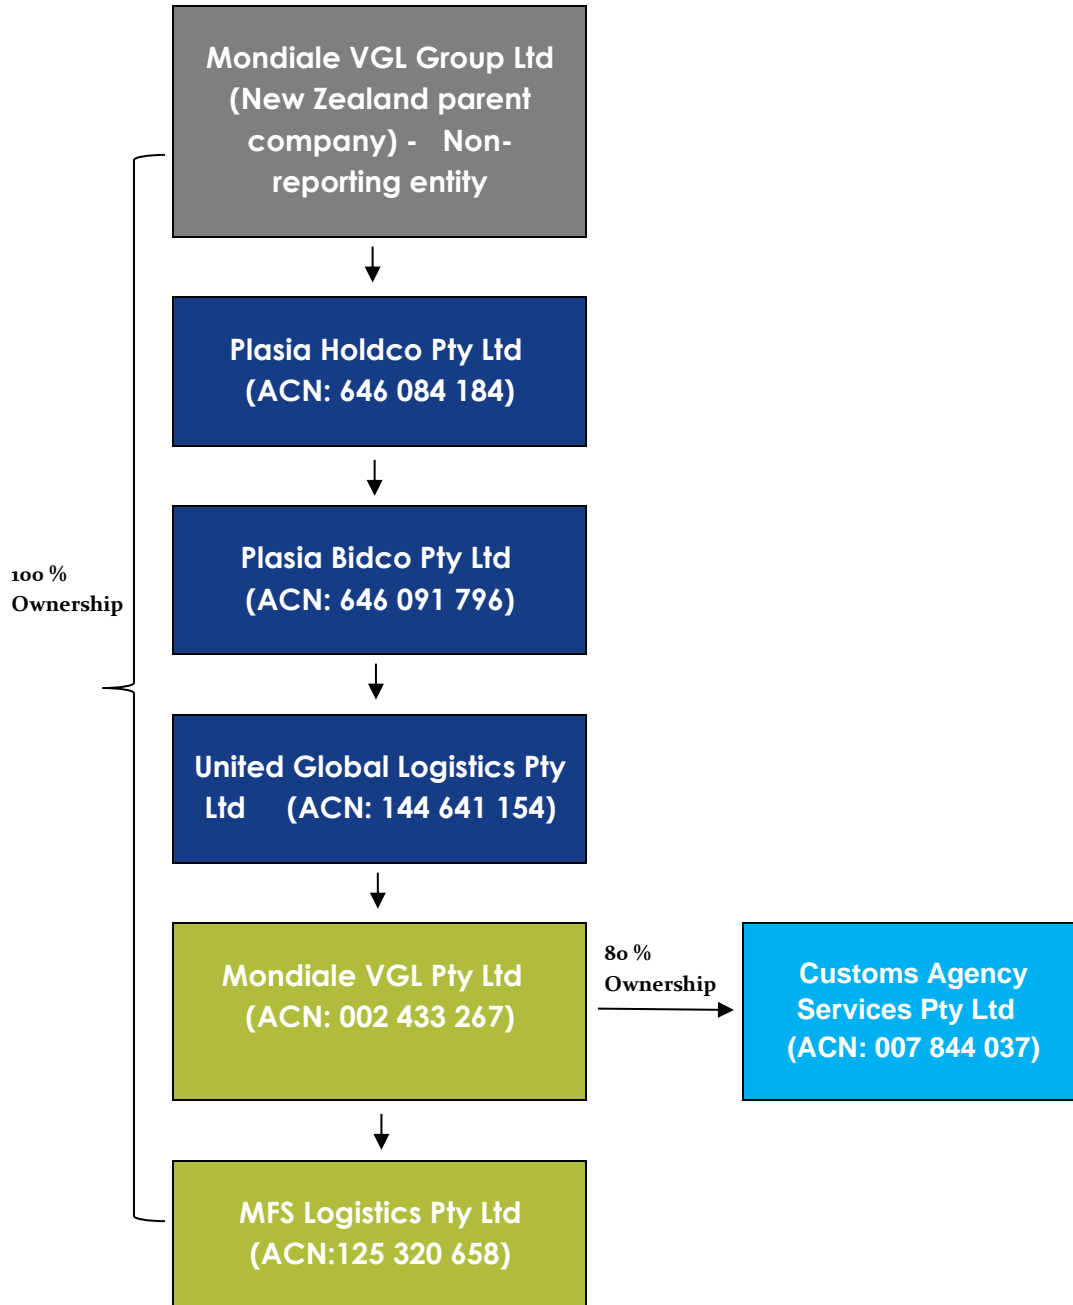 Mondiale VGL Group Ltd
(New Zealand parent
company) - Non-
reporting entity
Plasia Holdco Pty Ltd
(ACN: 646 084 184)
Plasia Bidco Pty Ltd
(ACN: 646 091 796)
100 %
Ownership
United Global Logistics Pty
Ltd (ACN: 144 641 154)
Mondiale VGL Pty Ltd
(ACN: 002 433 267)
80 %
Ownership
Customs Agency
Services Pty Ltd
(ACN: 007 844 037)
MFS Logistics Pty Ltd
(ACN:125 320 658)